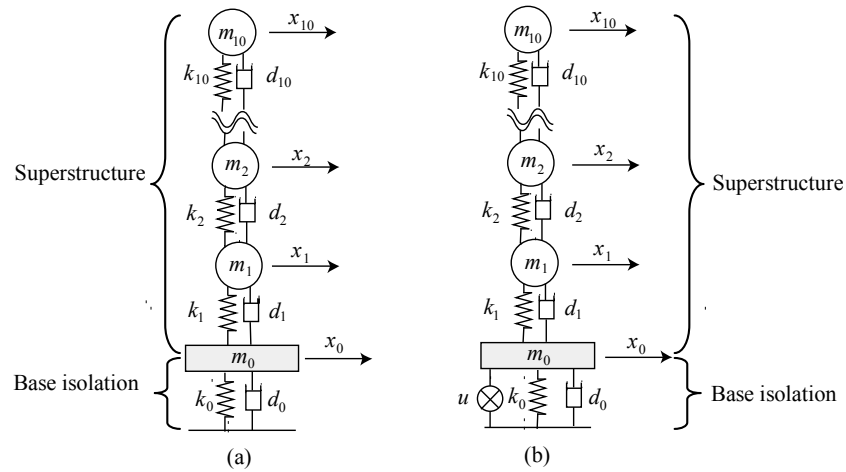 x10
m10
k10
d10
x2
m2
k2
d2
Superstructure
x1
m1
k1
d1
x0
m0
Base isolation
k0
d0
(a)
x10
m10
k10
d10
x2
m2
k2
d2
Superstructure
x1
m1
k1
d1
x0
m0
u
k0
d0
Base isolation
(b)